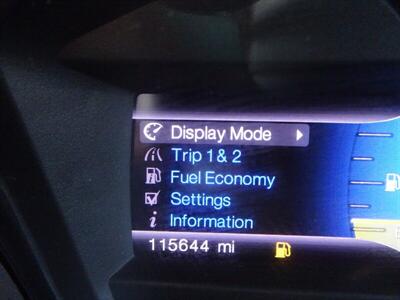 Display Mode
Trip 1 & 2
Fuel Economy
Settings
Information
115644 mi